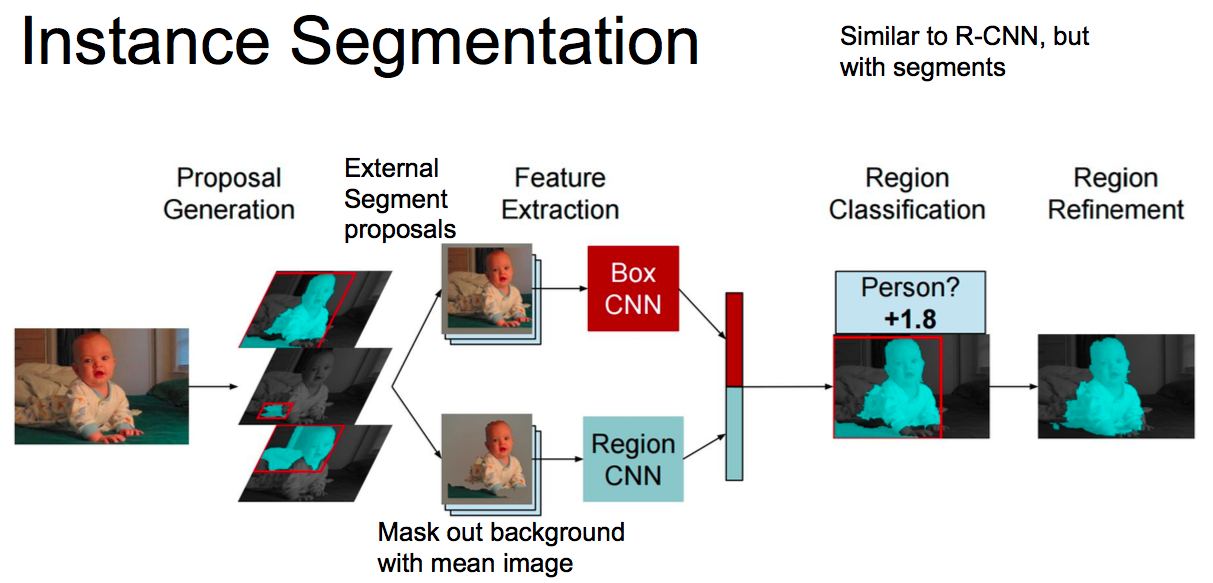 Instance Segmentation
Similar to R-CNN, but
with segments
Proposal
Generation
External
Segment
proposals
Feature
Extraction
Region
Classification
Region
Refinement
Box
CNN
Person?
+1.8
Region
CNN
Mask out background
with mean image